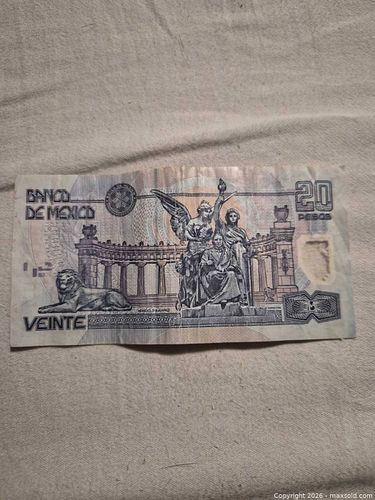 BANCO
DE MEXICO
20
PESOS
VEINTE
Copyright 2026 - maxsold.com